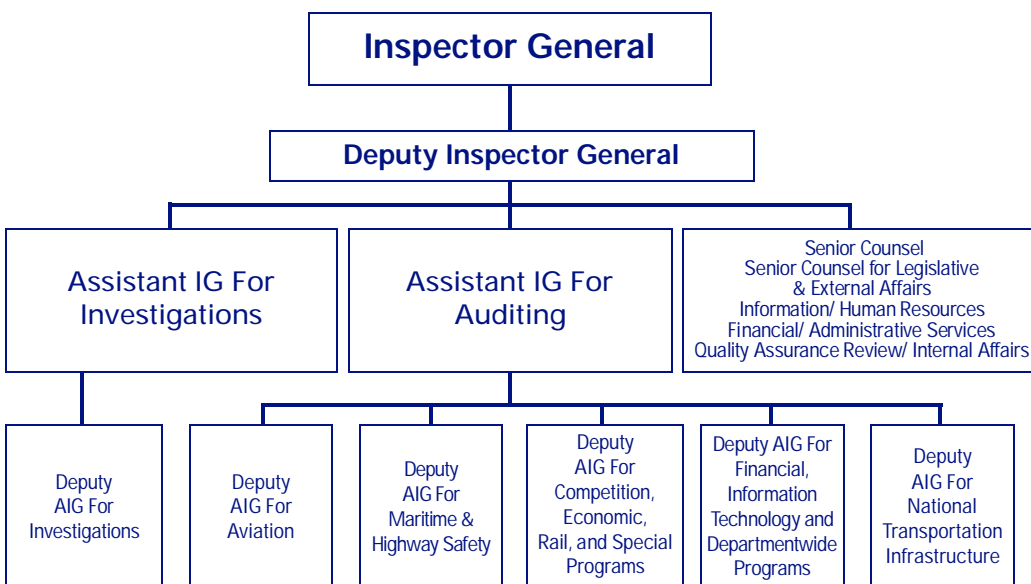 Inspector General
Deputy Inspector General
Assistant IG For
Investigations
Assistant IG For
Auditing
Senior Counsel
Senior Counsel for Legislative
& External Affairs
Information/ Human Resources
Financial/ Administrative Services
Quality Assurance Review/ Internal Affairs
Deputy
AIG For
Investigations
Deputy
AIG For
Aviation
Deputy
AIG For
Maritime &
Highway Safety
Deputy
AIG For
Competition,
Economic,
Rail, and Special
Programs
Deputy AIG For
Financial,
Information
Technology and
Departmentwide
Programs
Deputy
AIG For
National
Transportation
Infrastructure